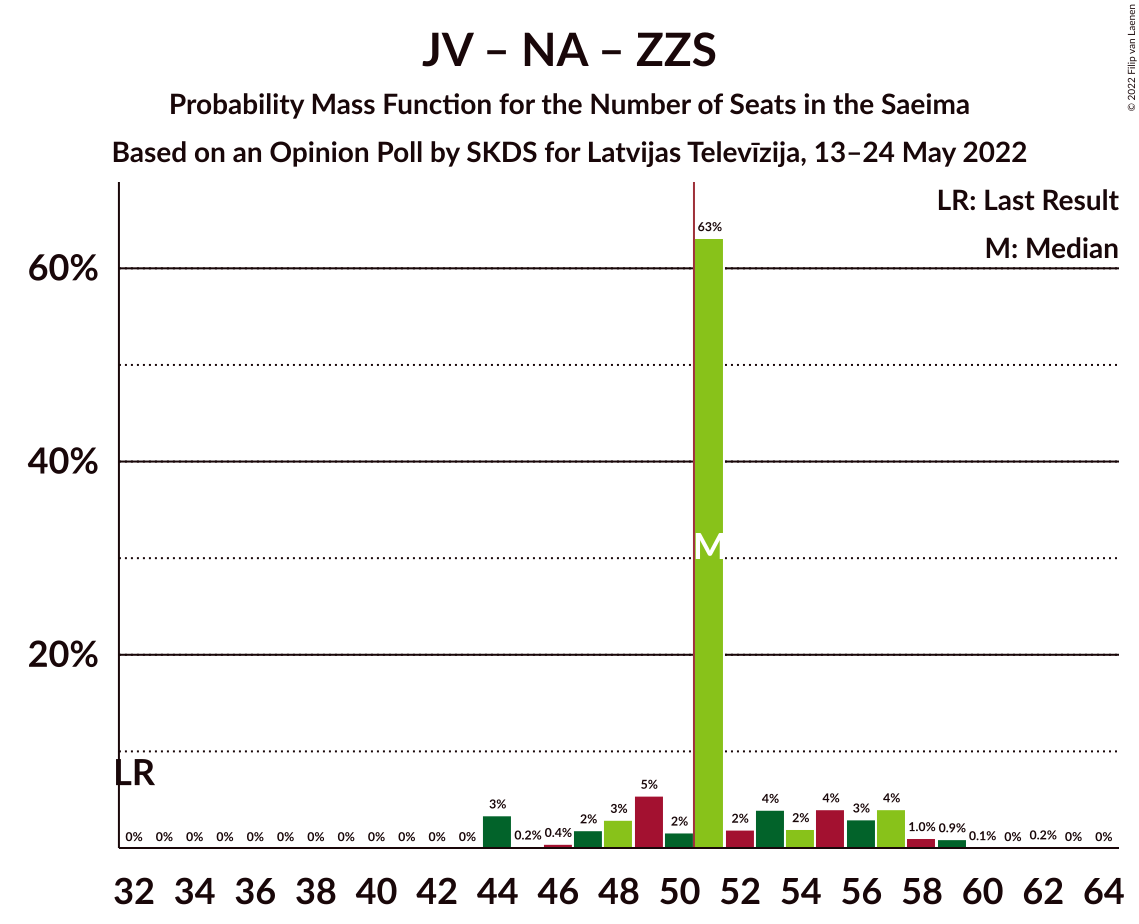 JV – NA – ZZS
Probability Mass Function for the Number of Seats in the Saeima
Based on an Opinion Poll by SKDS for Latvijas Televīzija, 13–24 May 2022
© 2022 Filip van Laenen
LR: Last Result
M: Median
60%
40%
20%
LR
M
0% 0% 0% 0% 0% 0% 0% 0% 0% 0% 0% 0% 3% 0.2% 0.4% 2% 3% 5% 2% 63% 2% 4% 2% 4% 3% 4% 1.0% 0.9% 0.1% 0% 0.2% 0% 0%
32 34 36 38 40 42 44 46 48 50 52 54 56 58 60 62 64